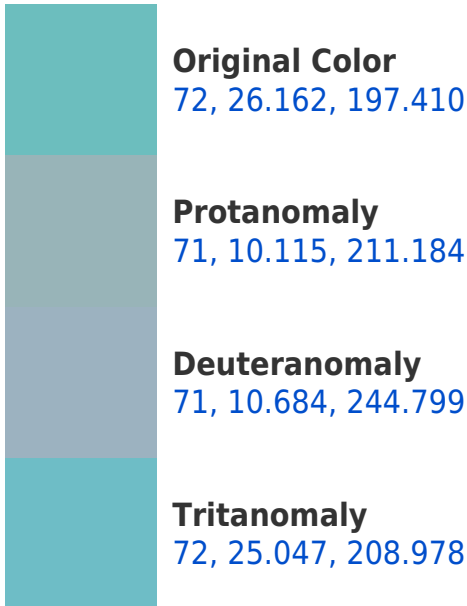 Original Color
72, 26.162, 197.410
Protanomaly
71, 10.115, 211.184
Deuteranomaly
71, 10.684, 244.799
Tritanomaly
72, 25.047, 208.978